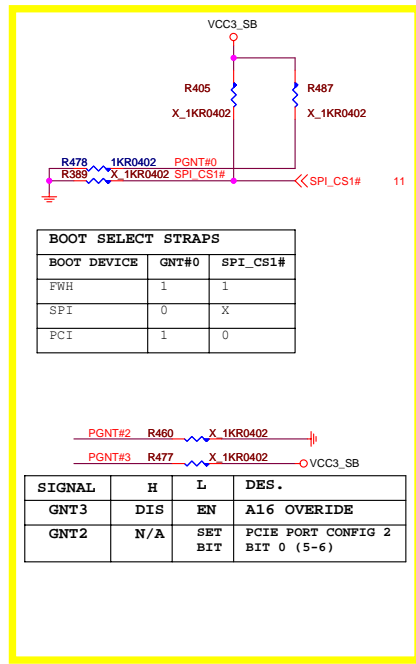 VCC3_SB
R405
R487
X_1KR0402
X_1KR0402
R478 1KR0402 PGNT#0
R389 X_1KR0402 SPI_CS1#
SPI_CS1# 11
BOOT SELECT STRAPS
BOOT DEVICE GNT#0 SPI_CS1#
FWH 1 1
SPI 0 X
PCI 1 0
PGNT#2 R460 X_1KR0402
PGNT#3 R477 X_1KR0402
VCC3_SB
SIGNAL H L DES.
GNT3 DIS EN A16 OVERIDE
GNT2 N/A SET BIT PCIE PORT CONFIG 2
BIT 0 (5-6)